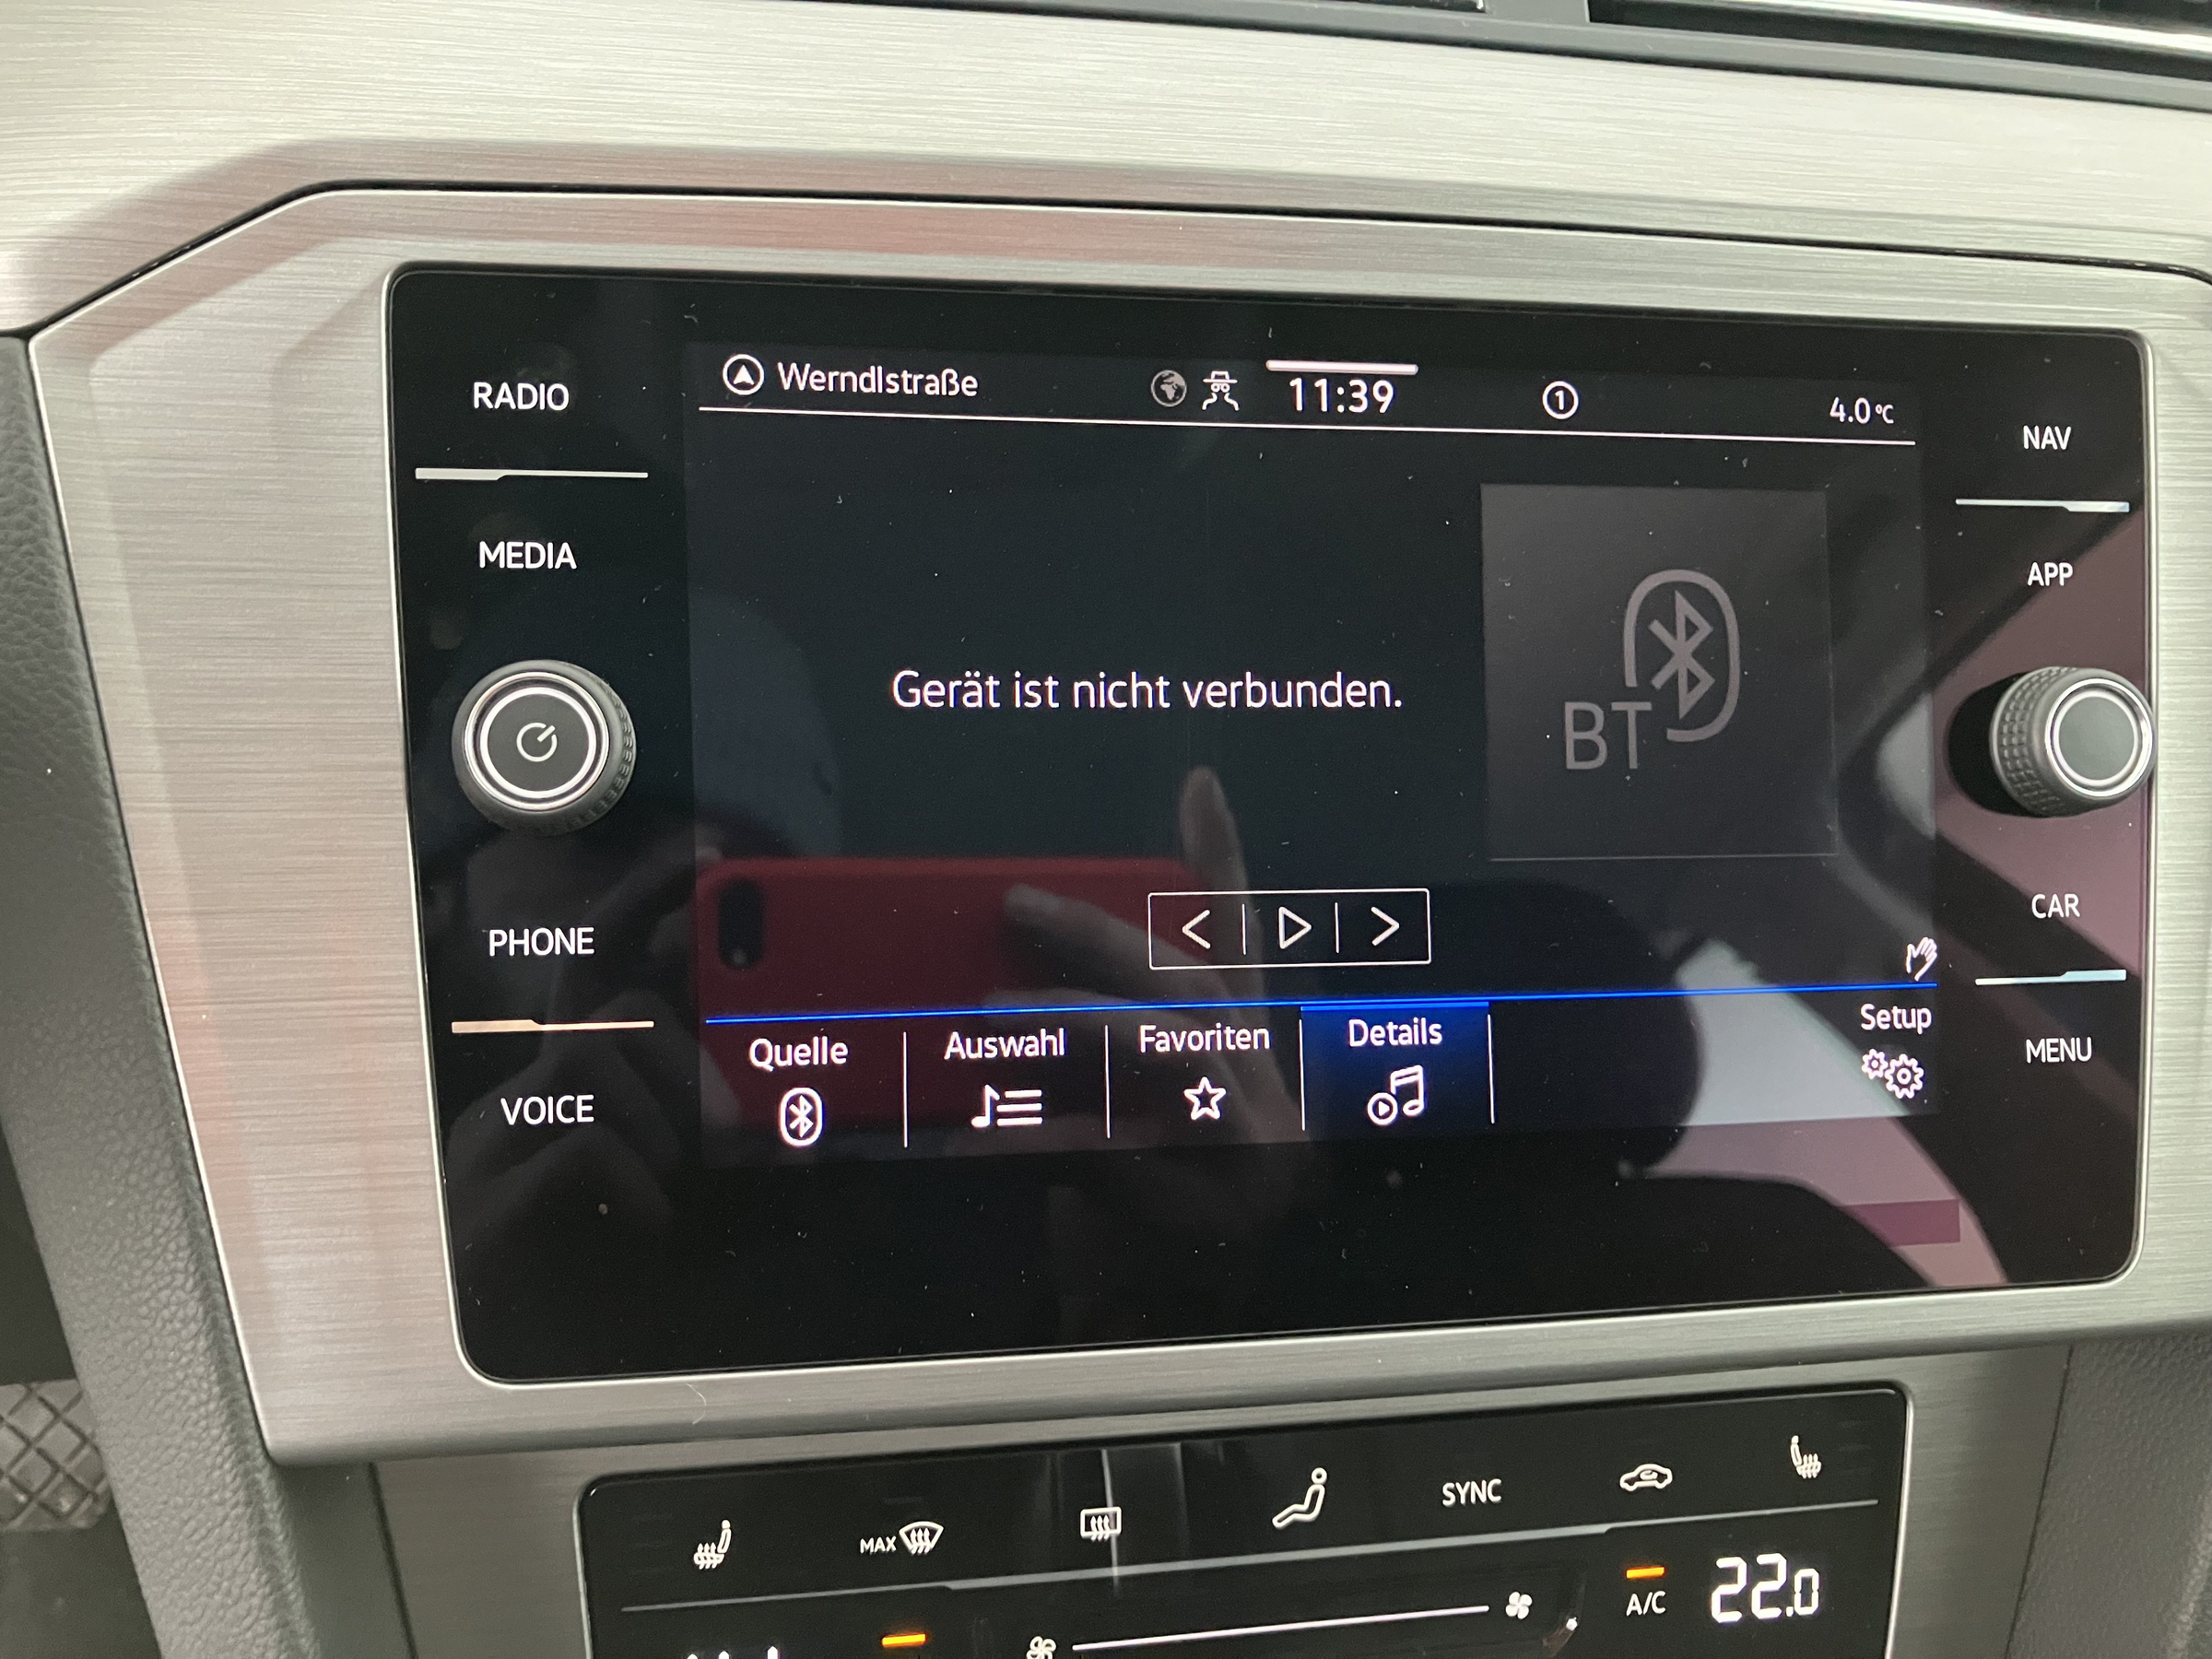 RADIO
MEDIA
PHONE
VOICE
Werndlstraße
11:39
1
4.0 °C
Gerät ist nicht verbunden.
BT
Quelle
Auswahl
Favoriten
Details
Setup
NAV
APP
CAR
MENU
MAX
SYNC
A/C
22.0